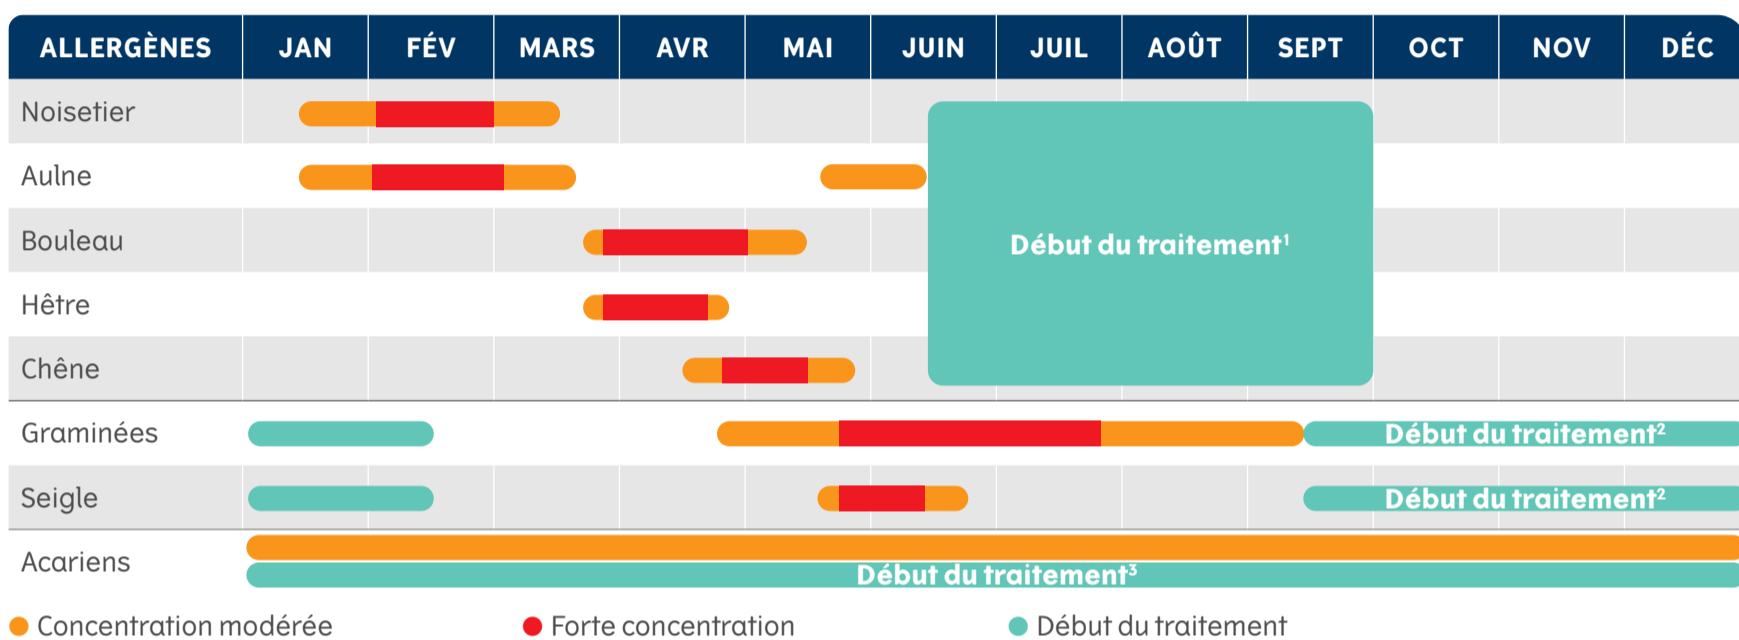 ALLERGÈNES JAN FÉV MARS AVR MAI JUIN JUIL AOÛT SEPT OCT NOV DÉC
Noisetier
Aulne
Bouleau
Début du traitement¹
Hêtre
Chêne
Graminées Début du traitement²
Seigle Début du traitement²
Acariens
Début du traitement³
Concentration modérée Forte concentration Début du traitement